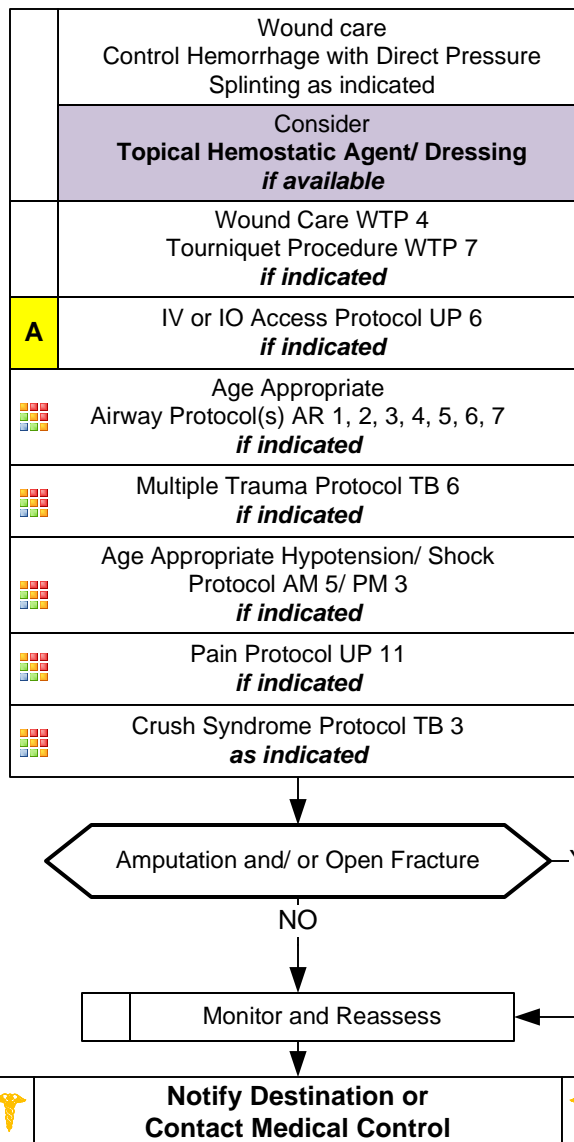 Wound care
Control Hemorrhage with Direct Pressure
Splinting as indicated
Consider
Topical Hemostatic Agent/ Dressing
if available
Wound Care WTP 4
Tourniquet Procedure WTP 7
if indicated
A
IV or IO Access Protocol UP 6
if indicated
Age Appropriate
Airway Protocol(s) AR 1, 2, 3, 4, 5, 6, 7
if indicated
Multiple Trauma Protocol TB 6
if indicated
Age Appropriate Hypotension/ Shock
Protocol AM 5/ PM 3
if indicated
Pain Protocol UP 11
if indicated
Crush Syndrome Protocol TB 3
as indicated
Amputation and/ or Open Fracture
NO
Monitor and Reassess
Notify Destination or
Contact Medical Control